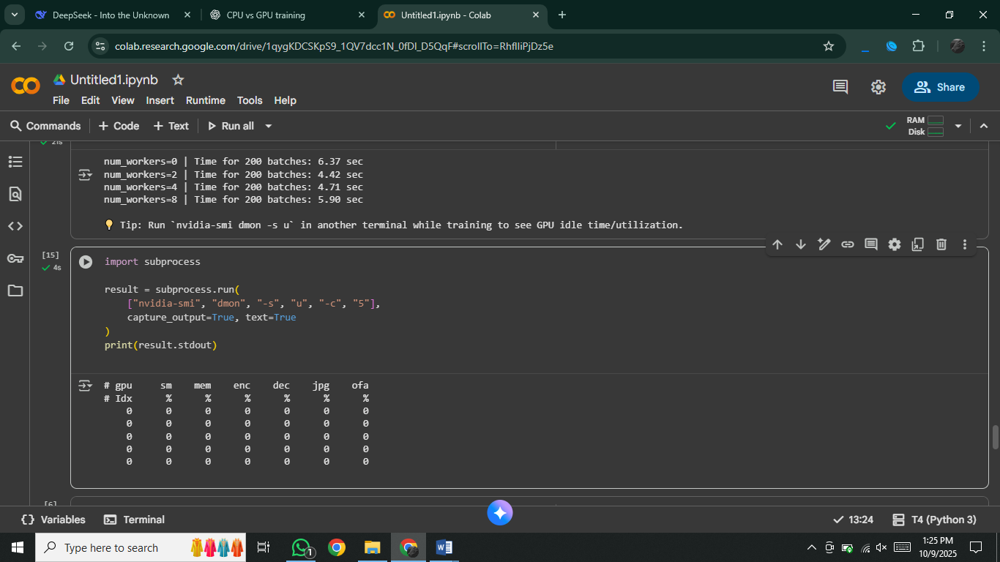 DeepSeek - Into the Unknown
CPU vs GPU training
Untitled1.ipynb - Colab
colab.research.google.com/drive/1qygKDCSKpS9_1QV7dcc1N_0fDl_D5QqF#scrollTo=RhflliPjDz5e
Untitled1.ipynb
File Edit View Insert Runtime Tools Help
Share
Commands + Code + Text Run all
RAM
Disk
21s
num_workers=0 | Time for 200 batches: 6.37 sec
num_workers=2 | Time for 200 batches: 4.42 sec
num_workers=4 | Time for 200 batches: 4.71 sec
num_workers=8 | Time for 200 batches: 5.90 sec
Tip: Run `nvidia-smi dmon -s u` in another terminal while training to see GPU idle time/utilization.
[15]
4s
import subprocess
result = subprocess.run(
["nvidia-smi", "dmon", "-s", "u", "-c", "5"],
capture_output=True, text=True
)
print(result.stdout)
# gpu sm mem enc dec jpg ofa
# Idx % % % % % %
0 0 0 0 0 0 0
0 0 0 0 0 0 0
0 0 0 0 0 0 0
0 0 0 0 0 0 0
0 0 0 0 0 0 0
[6]
Variables Terminal
13:24 T4 (Python 3)
Type here to search
1
1:25 PM
10/9/2025